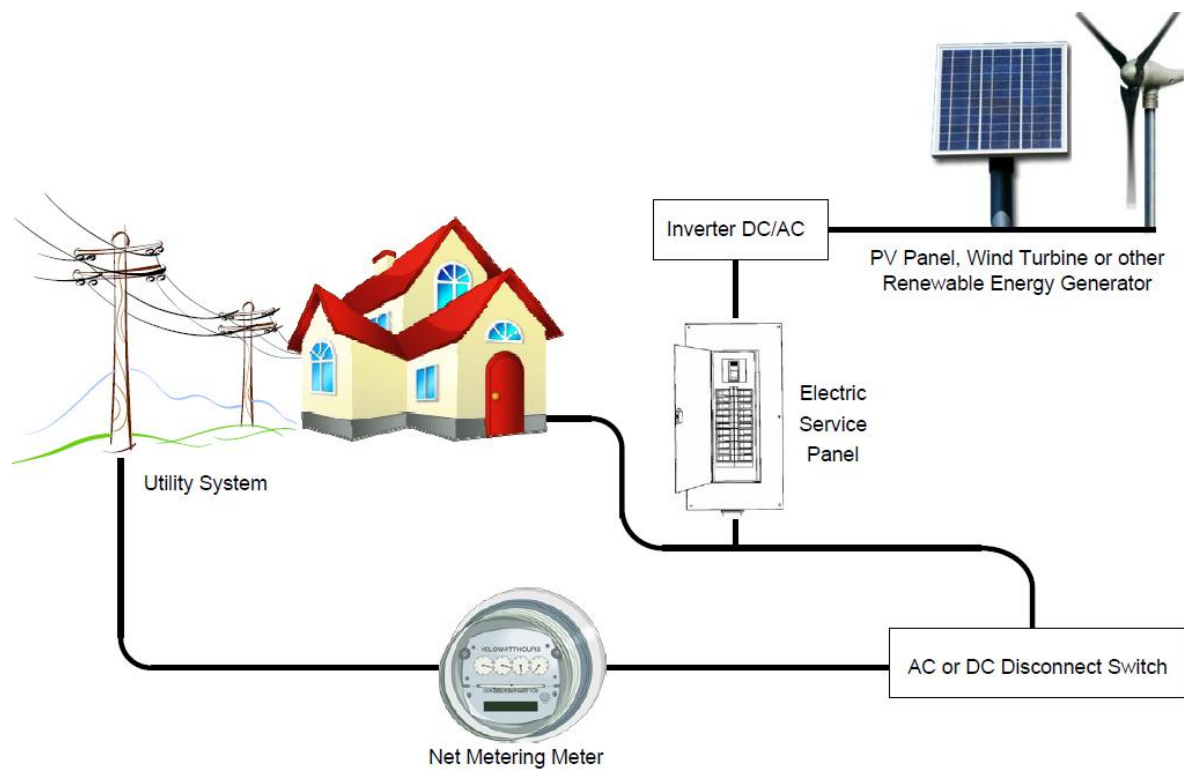 Inverter DC/AC
PV Panel, Wind Turbine or other
Renewable Energy Generator
Electric
Service
Panel
Utility System
AC or DC Disconnect Switch
Net Metering Meter